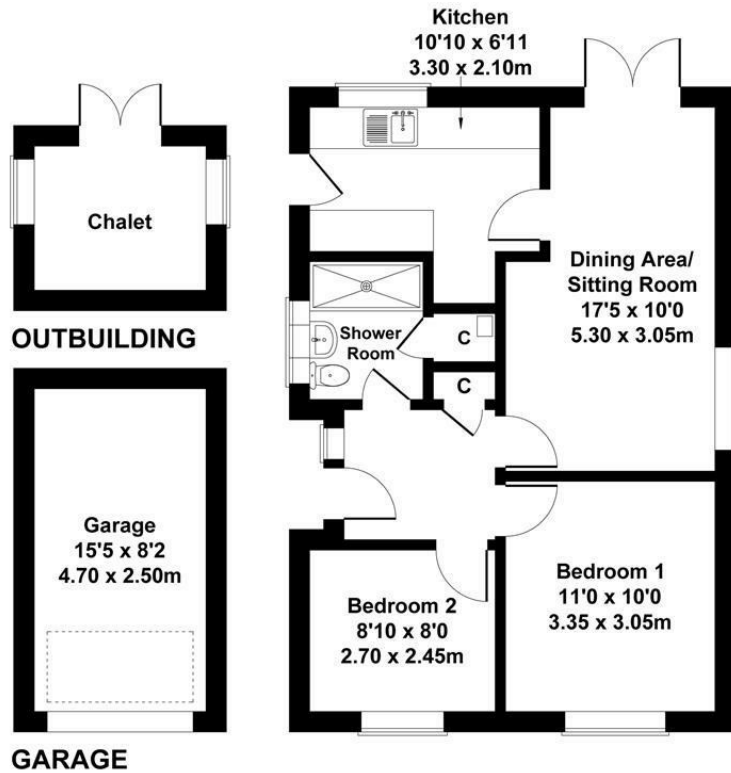 Kitchen
10'10 x 6'11
3.30 x 2.10m
Chalet
OUTBUILDING
Dining Area/
Sitting Room
17'5 x 10'0
5.30 x 3.05m
Shower
Room
C
C
Garage
15'5 x 8'2
4.70 x 2.50m
Bedroom 2
8'10 x 8'0
2.70 x 2.45m
Bedroom 1
11'0 x 10'0
3.35 x 3.05m
GARAGE